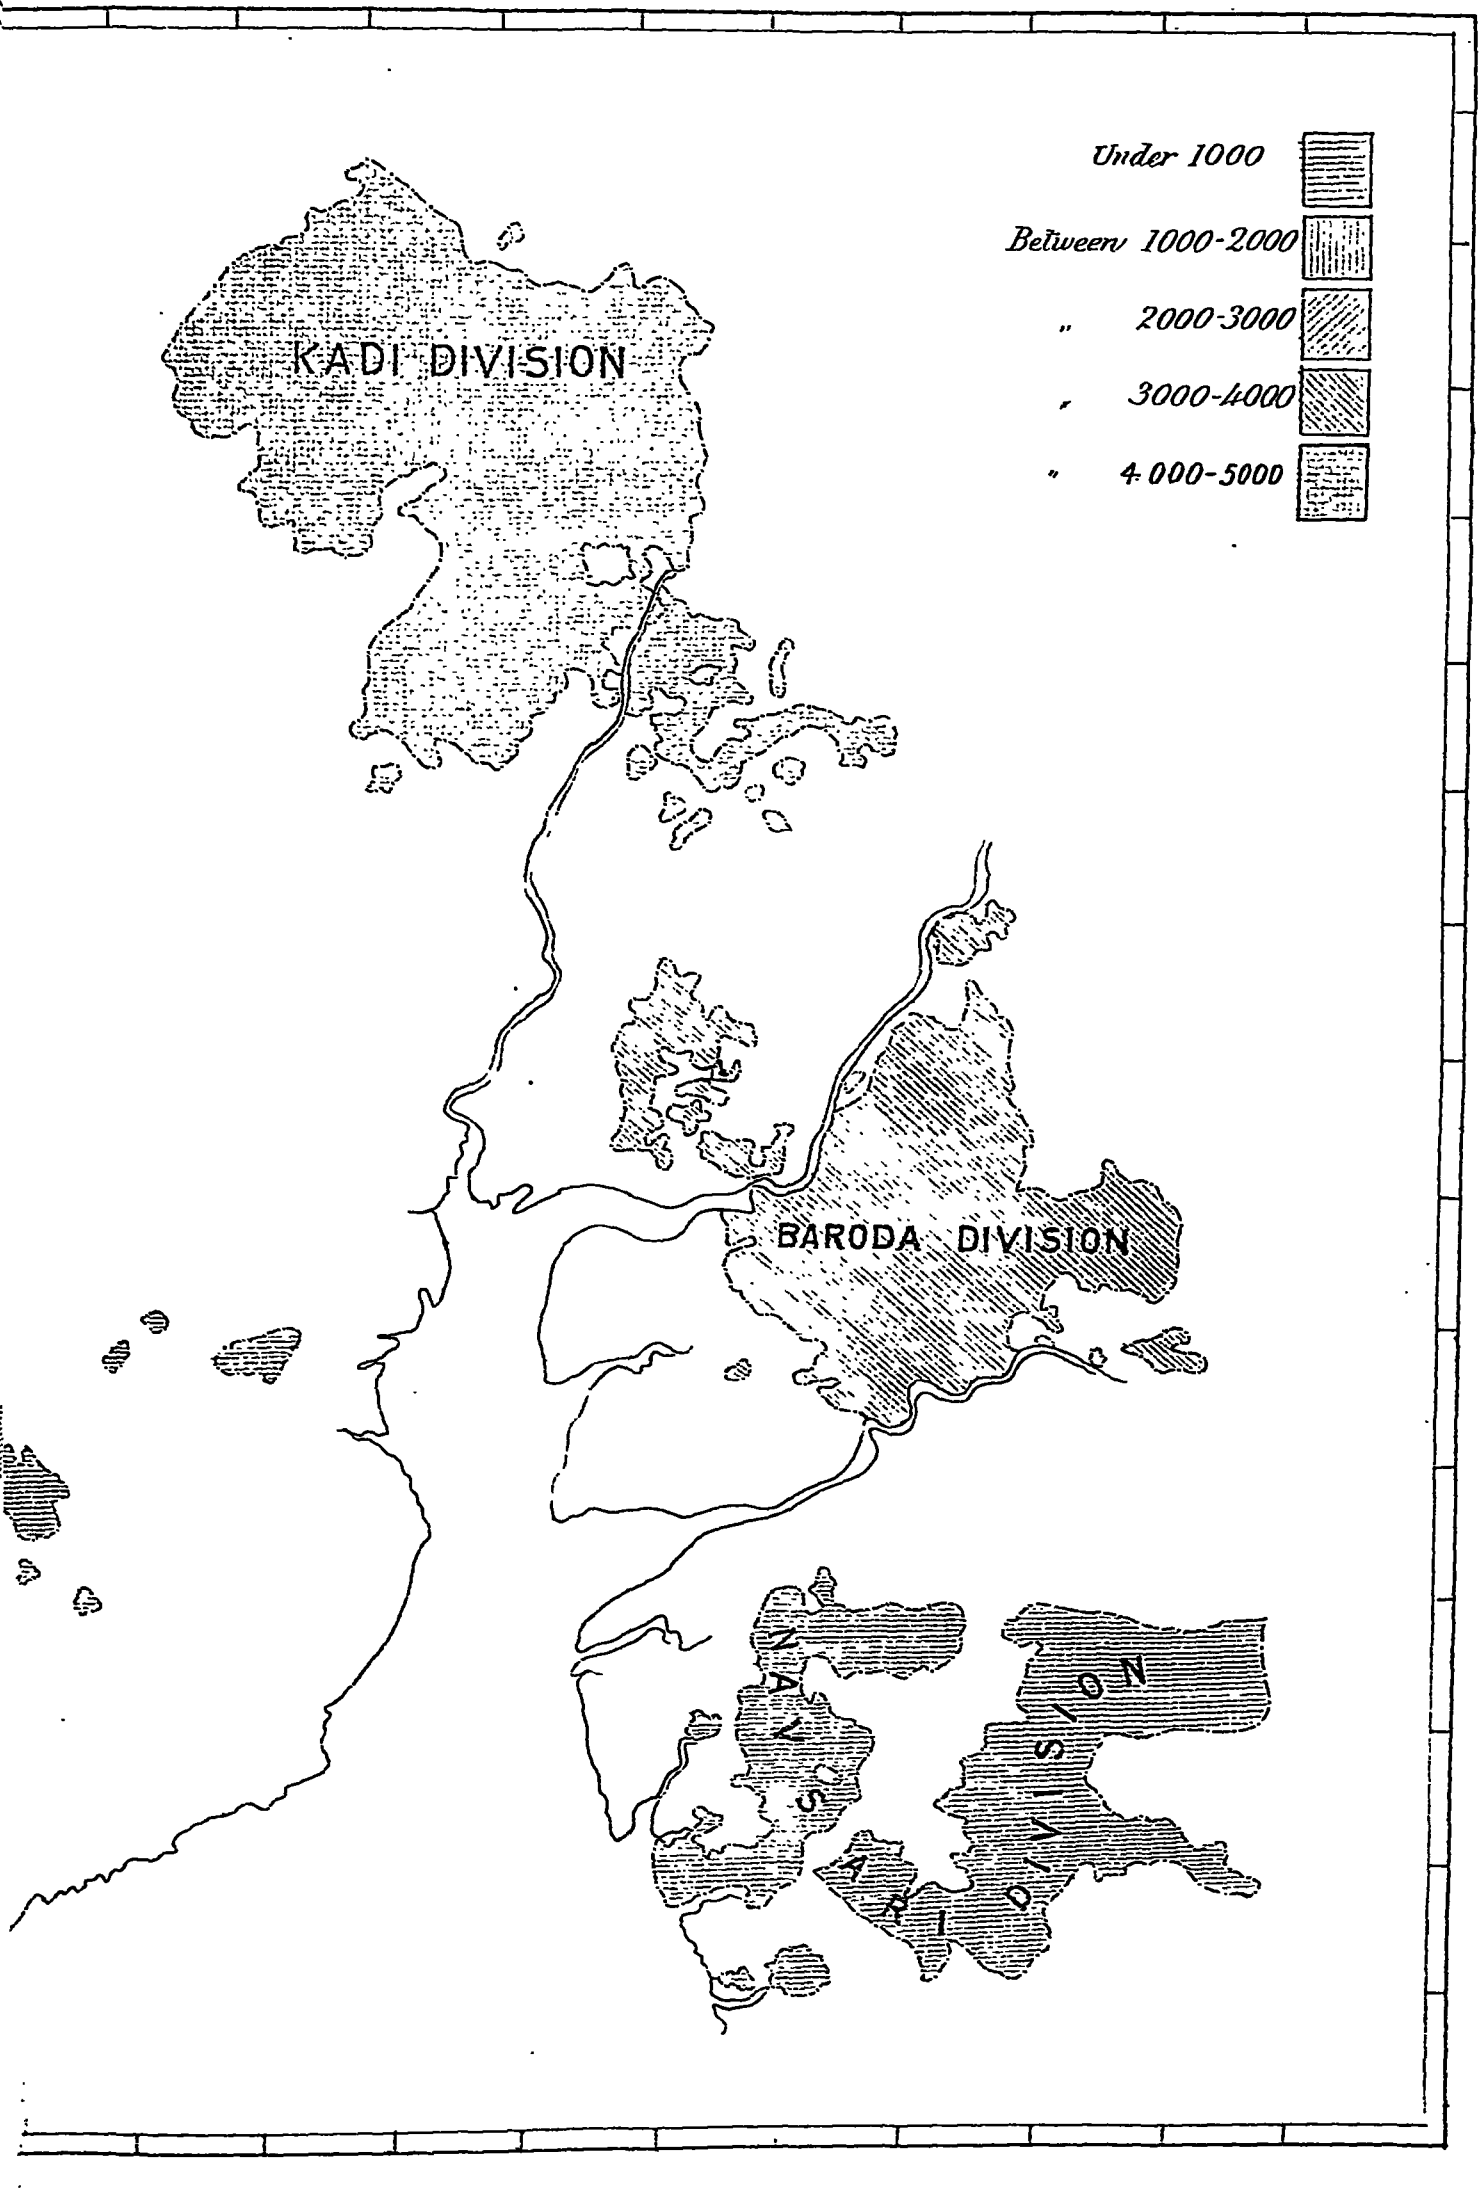 Under 1000
Between 1000-2000
„ 2000-3000
„ 3000-4000
„ 4000-5000
KADI DIVISION
BARODA DIVISION
NAVSARI DIVISION